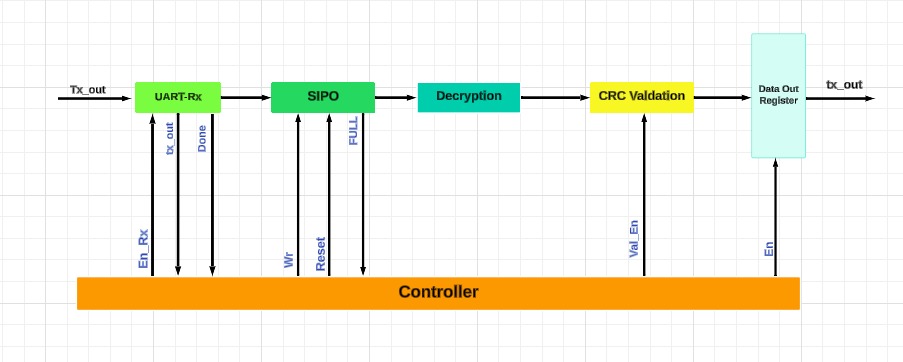 Tx_out
UART-Rx
SIPO
Decryption
CRC Valdation
Data Out
Register
tx_out
tx_out
Done
FULL
En_Rx
Wr
Reset
Val_En
En
Controller